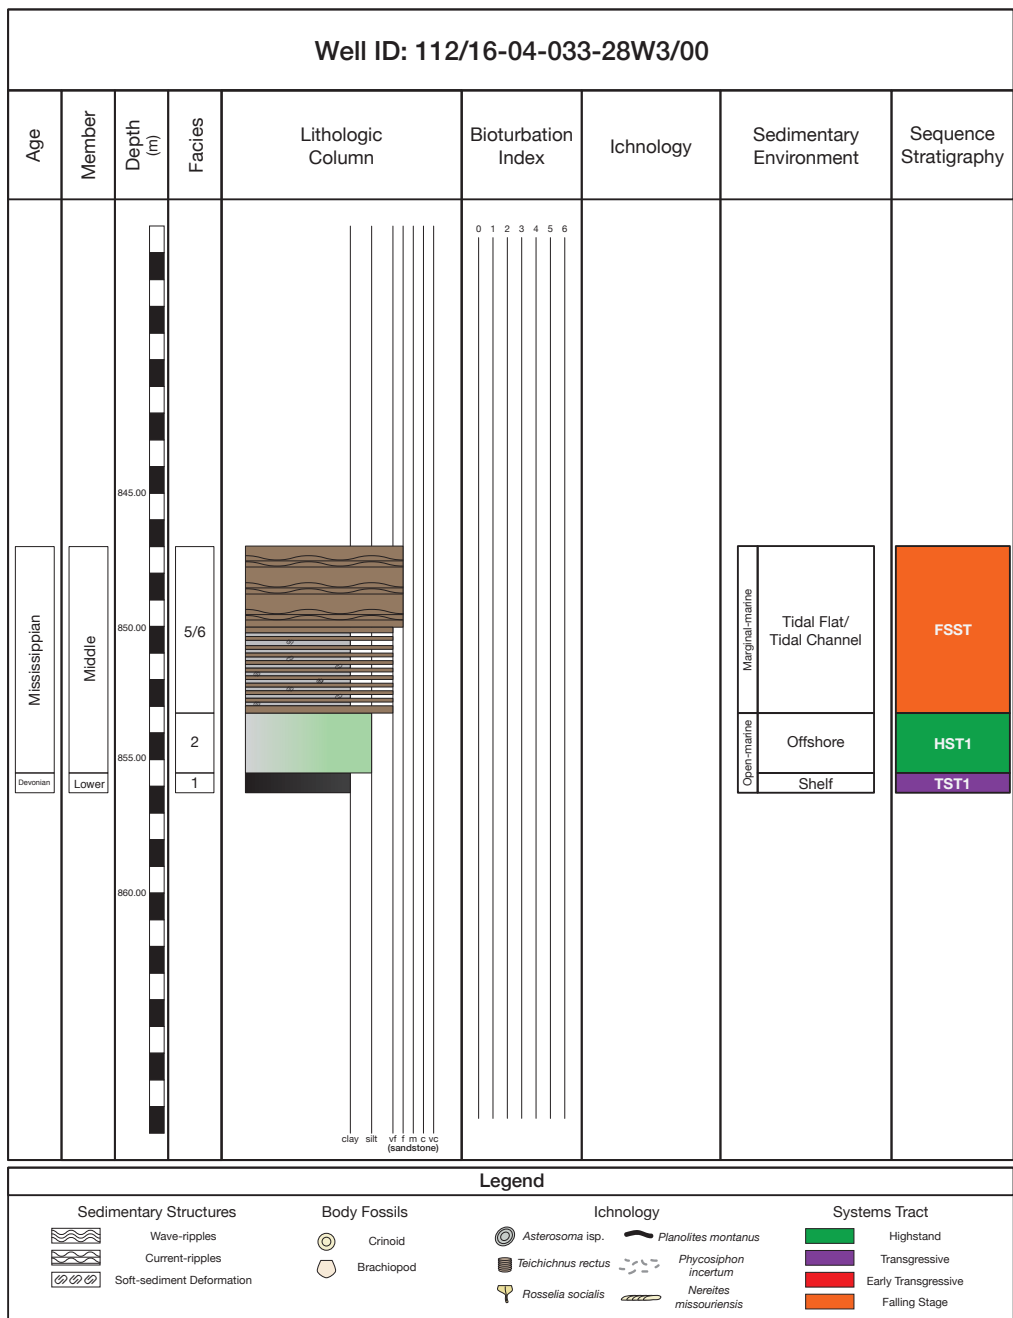 Well ID: 112/16-04-033-28W3/00
Age
Member
Depth
(m)
Facies
Lithologic
Column
Bioturbation
Index
Ichnology
Sedimentary
Environment
Sequence
Stratigraphy
0 1 2 3 4 5 6
845.00
850.00
855.00
860.00
Mississippian
Devonian
Middle
Lower
5/6
2
1
Marginal-marine
Tidal Flat/
Tidal Channel
Open-marine
Offshore
Shelf
FSST
HST1
TST1
clay silt vf f m c vc
(sandstone)
Legend
Sedimentary Structures
Wave-ripples
Current-ripples
Soft-sediment Deformation
Body Fossils
Crinoid
Brachiopod
Ichnology
Asterosoma isp.
Teichichnus rectus
Rosselia socialis
Planolites montanus
Phycosiphon
incertum
Nereites
missouriensis
Systems Tract
Highstand
Transgressive
Early Transgressive
Falling Stage